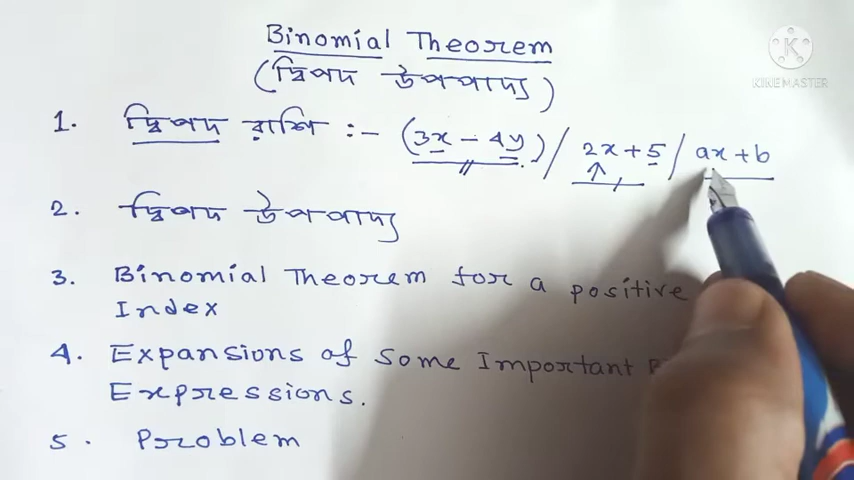 Binomial Theorem
(দ্বিপদ উপপাদ্য)
1. দ্বিপদ রাশি :- (3x - 4y) / 2x + 5 / ax + b
2. দ্বিপদ উপপাদ্য
3. Binomial Theorem for a positive
Index
4. Expansions of Some Important
Expressions.
5. Problem
K
KINEMASTER